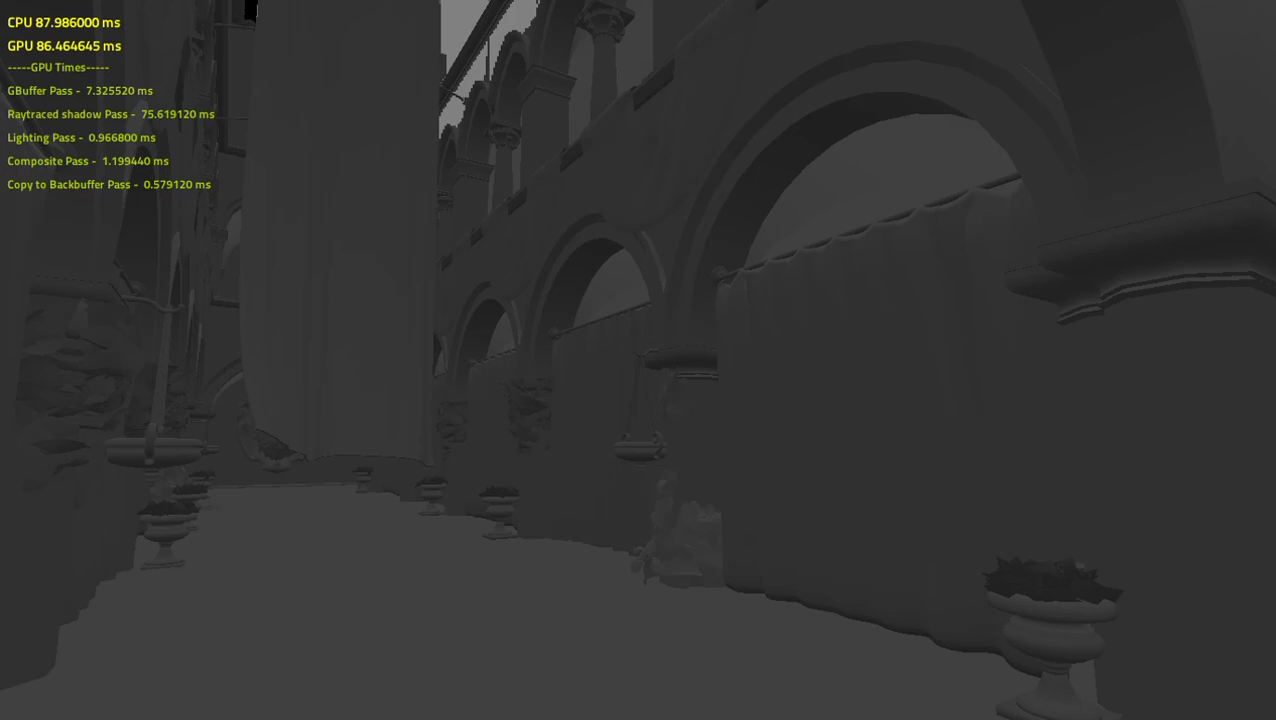 CPU 87.986000 ms
GPU 86.464645 ms
-----GPU Times-----
GBuffer Pass - 7.325520 ms
Raytraced shadow Pass - 75.619120 ms
Lighting Pass - 0.966800 ms
Composite Pass - 1.199440 ms
Copy to Backbuffer Pass - 0.579120 ms